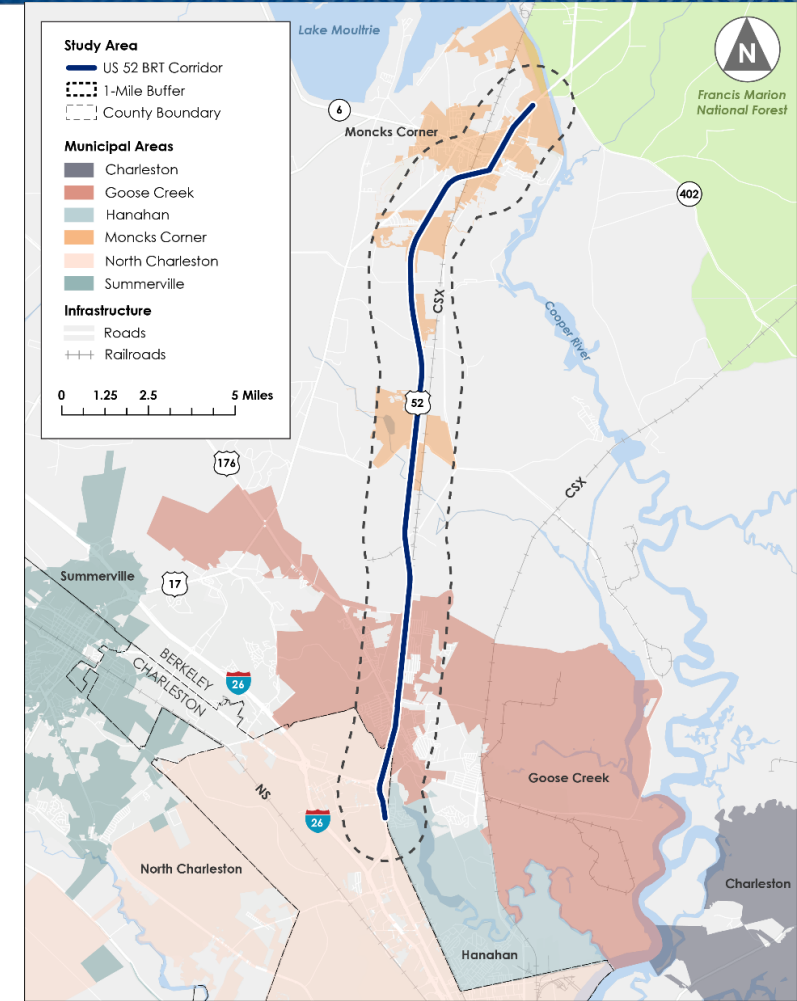 Study Area
US 52 BRT Corridor
1-Mile Buffer
County Boundary
Municipal Areas
Charleston
Goose Creek
Hanahan
Moncks Corner
North Charleston
Summerville
Infrastructure
Roads
Railroads
0 1.25 2.5 5 Miles
Lake Moultrie
N
Francis Marion
National Forest
6
Moncks Corner
402
CSX
Cooper River
52
176
CSX
Summerville
17
BERKELEY
CHARLESTON
26
NS
26
Goose Creek
North Charleston
Charleston
Hanahan